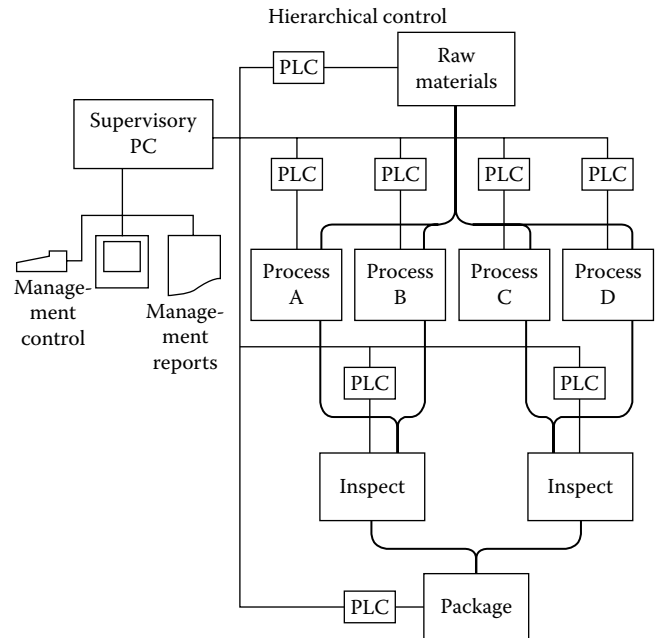 Hierarchical control
PLC
Raw
materials
Supervisory
PC
PLC
PLC
PLC
PLC
Manage-
ment
control
Manage-
ment
reports
Process
A
Process
B
Process
C
Process
D
PLC
PLC
Inspect
Inspect
PLC
Package